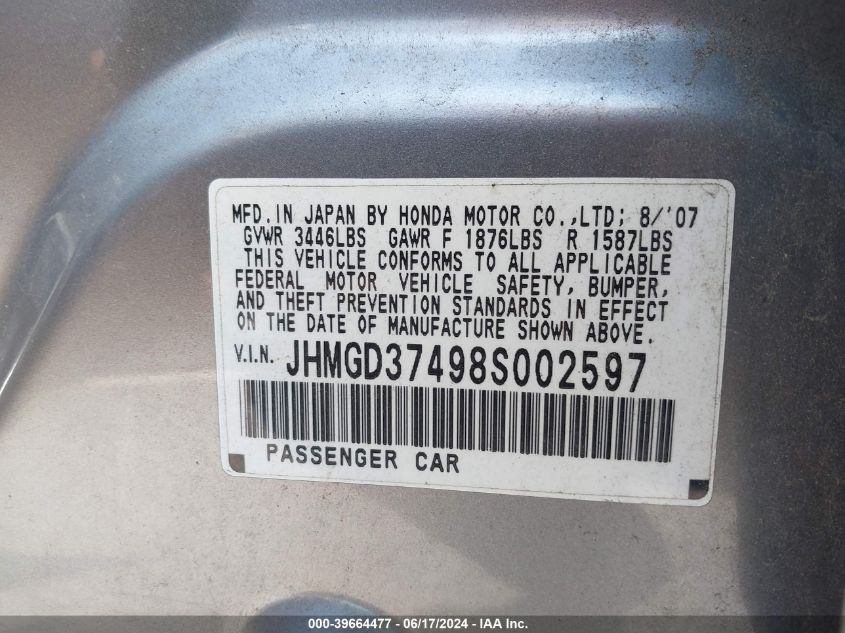 MFD. IN JAPAN BY HONDA MOTOR CO.,LTD; 8/'07
GVWR 3446LBS GAWR F 1876LBS R 1587LBS
THIS VEHICLE CONFORMS TO ALL APPLICABLE
FEDERAL MOTOR VEHICLE SAFETY, BUMPER,
AND THEFT PREVENTION STANDARDS IN EFFECT
ON THE DATE OF MANUFACTURE SHOWN ABOVE.
V.I.N. JHMGD37498S002597
PASSENGER CAR
000-39664477 - 06/17/2024 - IAA Inc.